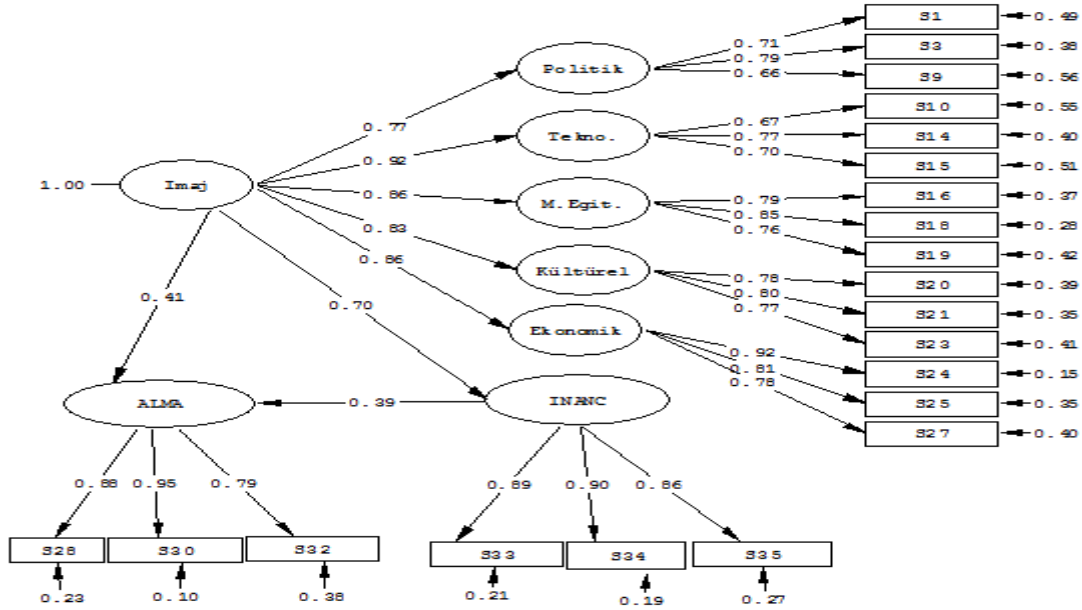 S1 0.49
0.71
S3 0.38
0.79
Politik
0.66 S9 0.56
S10 0.55
0.67
0.77
Tekno.
0.77 S14 0.40
0.70
0.92
S15 0.51
1.00 Imaj
0.86
M.Egit.
0.79 S16 0.37
0.85
S18 0.28
0.83
0.76
S19 0.42
0.86
Kültürel
0.78 S20 0.39
0.80
0.77
S21 0.35
0.41 0.70
Ekonomik
S23 0.41
0.92
0.81
S24 0.15
0.78
ALMA 0.39 INANC
S25 0.35
S27 0.40
0.88 0.95 0.79 0.89 0.90 0.86
S28 S30 S32 S33 S34 S35
0.23 0.10 0.38 0.21 0.19 0.27